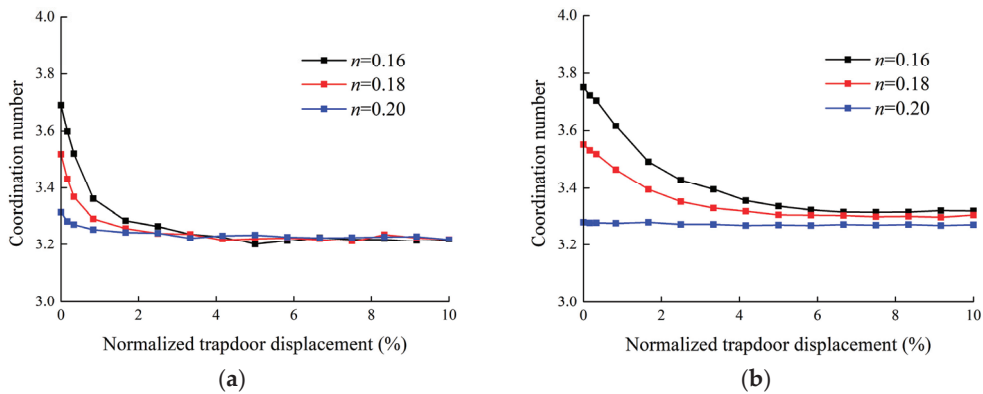 4.0
3.8
3.6
3.4
3.2
3.0
Coordination number
n=0.16
n=0.18
n=0.20
0 2 4 6 8 10
Normalized trapdoor displacement (%)
(a)
4.0
3.8
3.6
3.4
3.2
3.0
Coordination number
n=0.16
n=0.18
n=0.20
0 2 4 6 8 10
Normalized trapdoor displacement (%)
(b)